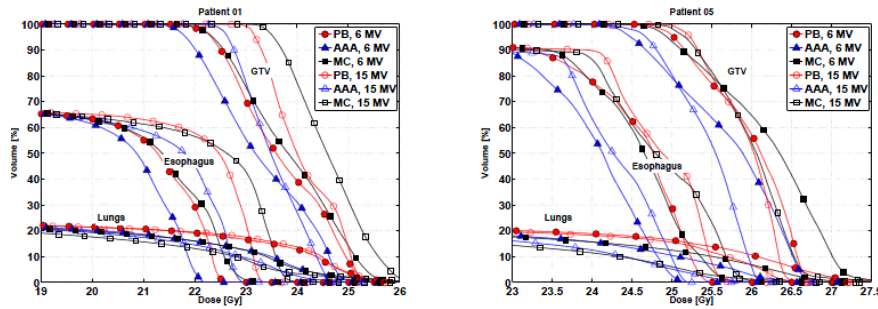 Patient 01
100
90
80
70
60
50
40
30
20
10
0
Volume [%]
GTV
Esophagus
Lungs
PB, 6 MV
AAA, 6 MV
MC, 6 MV
PB, 15 MV
AAA, 15 MV
MC, 15 MV
19 20 21 22 23 24 25 26
Dose [Gy]
Patient 05
100
90
80
70
60
50
40
30
20
10
0
Volume [%]
GTV
Esophagus
Lungs
PB, 6 MV
AAA, 6 MV
MC, 6 MV
PB, 15 MV
AAA, 15 MV
MC, 15 MV
23 23.5 24 24.5 25 25.5 26 26.5 27 27.5
Dose [Gy]